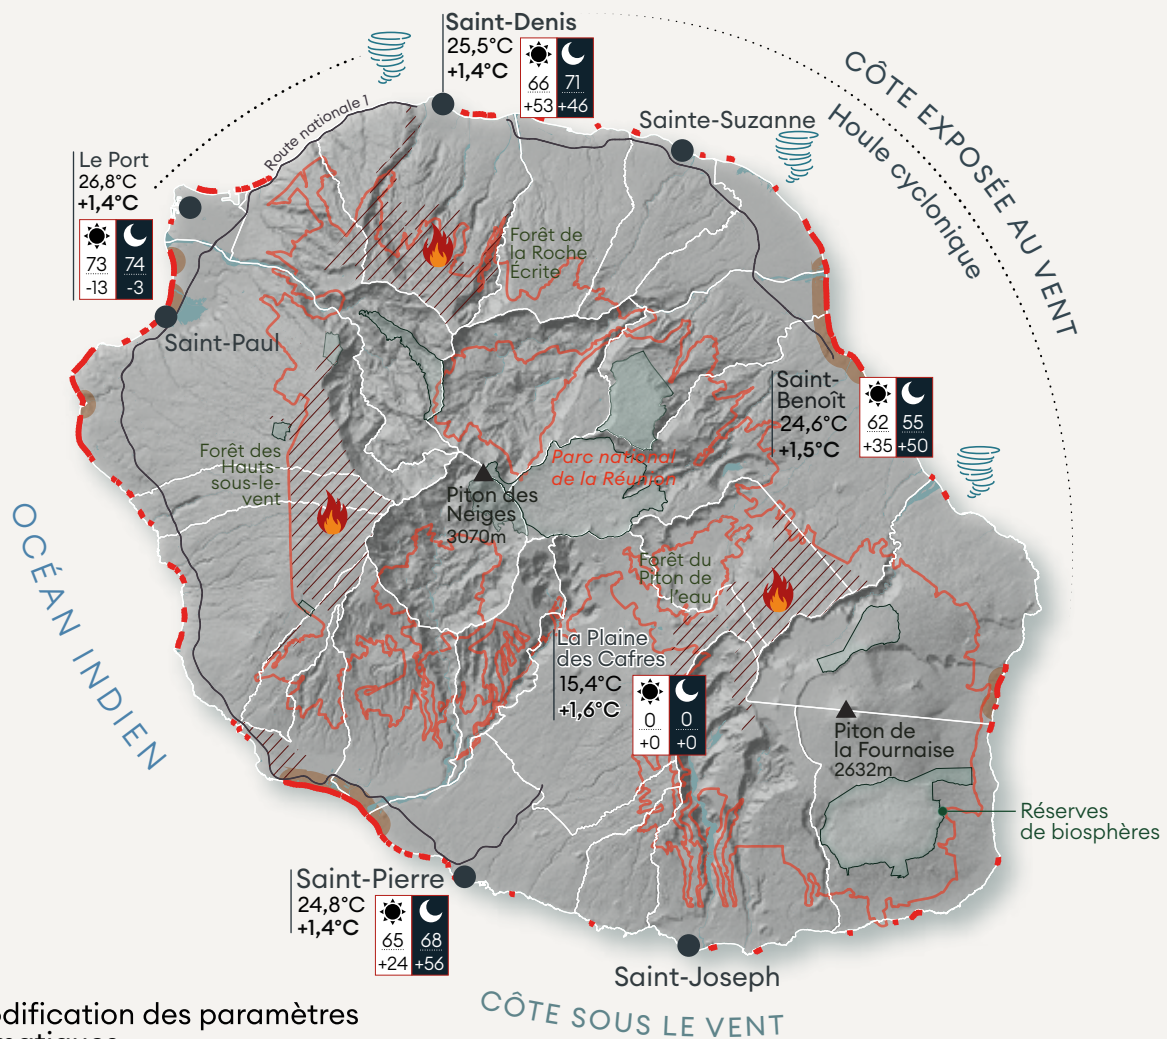 Saint-Denis
25,5°C
+1,4°C
66
+53
71
+46
CÔTE EXPOSÉE AU VENT
Houle cyclonique
Sainte-Suzanne
Route nationale 1
Le Port
26,8°C
+1,4°C
73
-13
74
-3
Forêt de
la Roche
Écrite
Saint-Paul
Saint-
Benoît
24,6°C
+1,5°C
62
+35
55
+50
Forêt des
Hauts-
sous-le-
vent
Parc national
de la Réunion
Piton des
Neiges
3070m
OCÉAN INDIEN
Forêt du
Piton de
l'eau
La Plaine
des Cafres
15,4°C
+1,6°C
0
+0
0
+0
Piton de
la Fournaise
2632m
Réserves
de biosphères
Saint-Pierre
24,8°C
+1,4°C
65
+24
68
+56
Saint-Joseph
CÔTE SOUS LE VENT
dification des paramètres